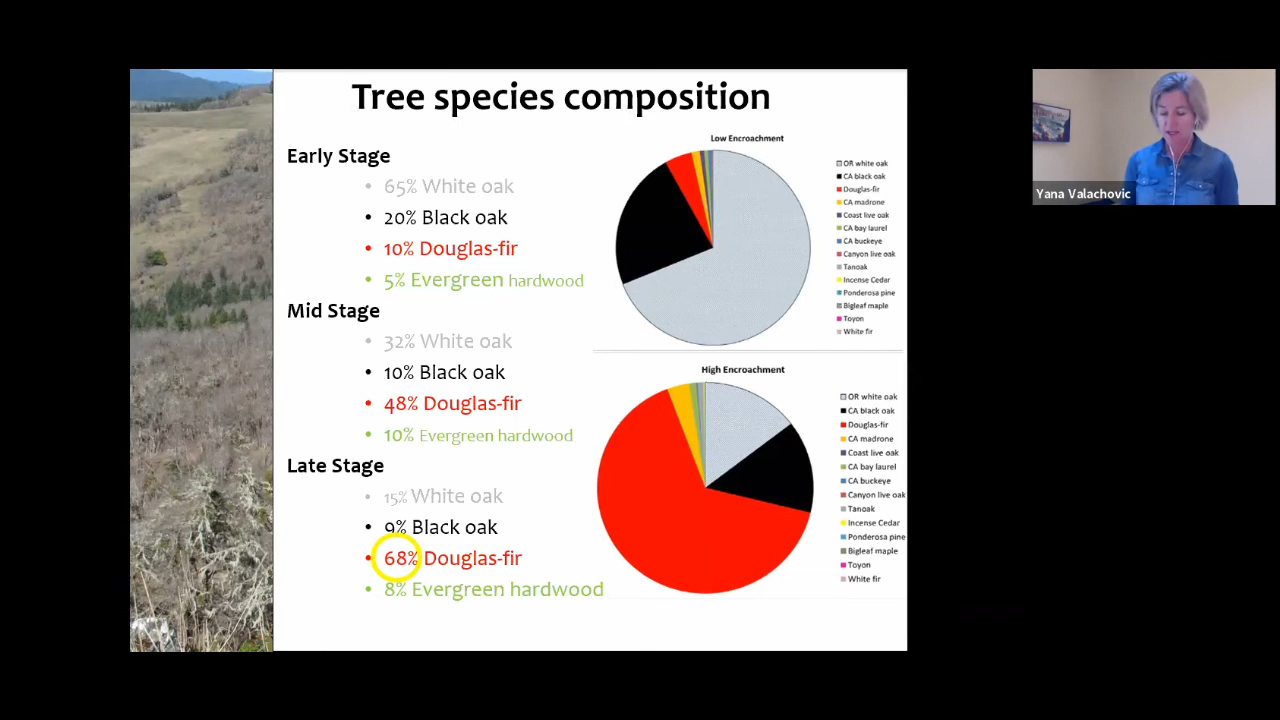 Tree species composition
Early Stage
• 65% White oak
• 20% Black oak
• 10% Douglas-fir
• 5% Evergreen hardwood
Mid Stage
• 32% White oak
• 10% Black oak
• 48% Douglas-fir
• 10% Evergreen hardwood
Late Stage
• 15% White oak
• 9% Black oak
• 68% Douglas-fir
• 8% Evergreen hardwood
Low Encroachment
OR white oak
CA black oak
Douglas-fir
CA madrone
Coast live oak
CA bay laurel
CA buckeye
Canyon live oak
Tanoak
Incense Cedar
Ponderosa pine
Bigleaf maple
Toyon
White fir
High Encroachment
OR white oak
CA black oak
Douglas-fir
CA madrone
Coast live oak
CA bay laurel
CA buckeye
Canyon live oak
Tanoak
Incense Cedar
Ponderosa pine
Bigleaf maple
Toyon
White fir
Yana Valachovic